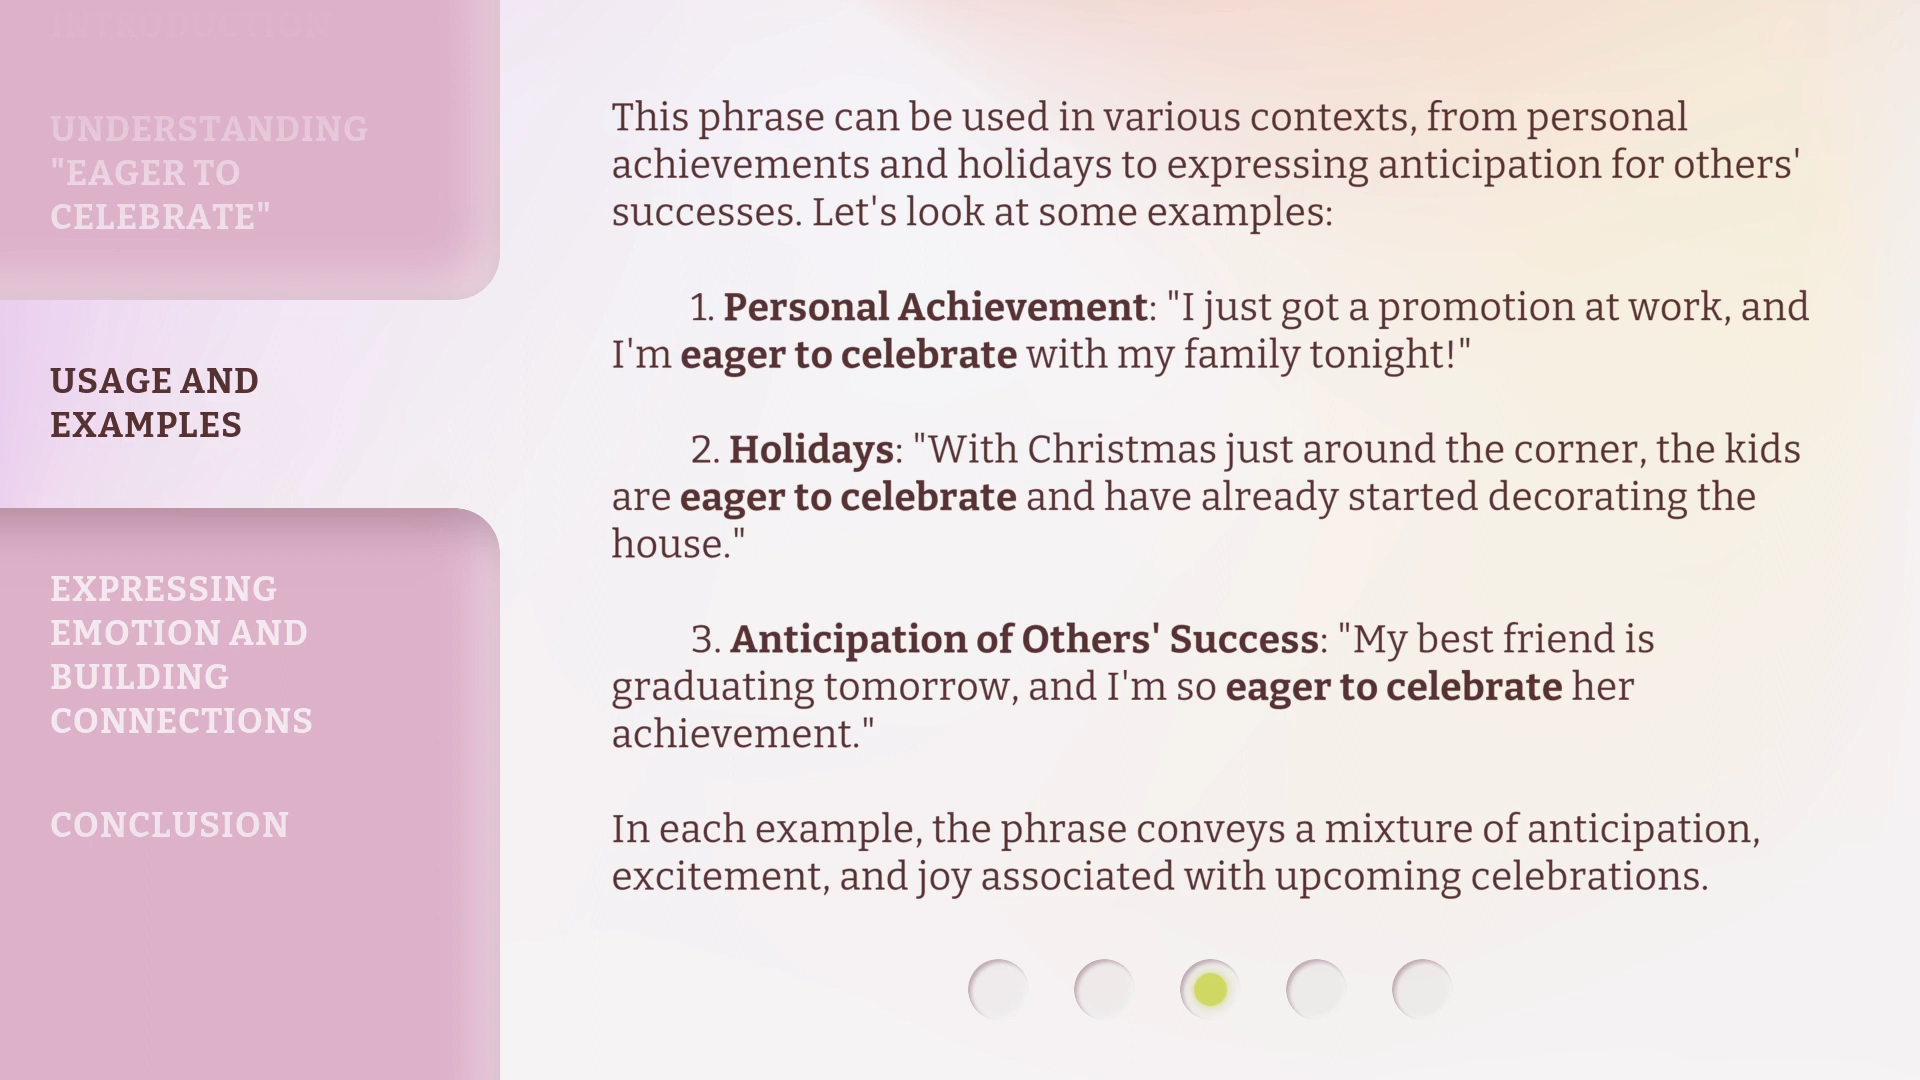 INTRODUCTION
UNDERSTANDING
"EAGER TO
CELEBRATE"
USAGE AND
EXAMPLES
EXPRESSING
EMOTION AND
BUILDING
CONNECTIONS
CONCLUSION
This phrase can be used in various contexts, from personal
achievements and holidays to expressing anticipation for others'
successes. Let's look at some examples:
1. Personal Achievement: "I just got a promotion at work, and
I'm eager to celebrate with my family tonight!"
2. Holidays: "With Christmas just around the corner, the kids
are eager to celebrate and have already started decorating the
house."
3. Anticipation of Others' Success: "My best friend is
graduating tomorrow, and I'm so eager to celebrate her
achievement."
In each example, the phrase conveys a mixture of anticipation,
excitement, and joy associated with upcoming celebrations.